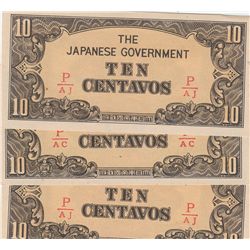 10 THE 10
JAPANESE GOVERNMENT
TEN
CENTAVOS
P/AJ P/AJ
P/AC CENTAVOS P/AC
10 10
10 TEN 10
CENTAVOS
P/AJ P/AJ